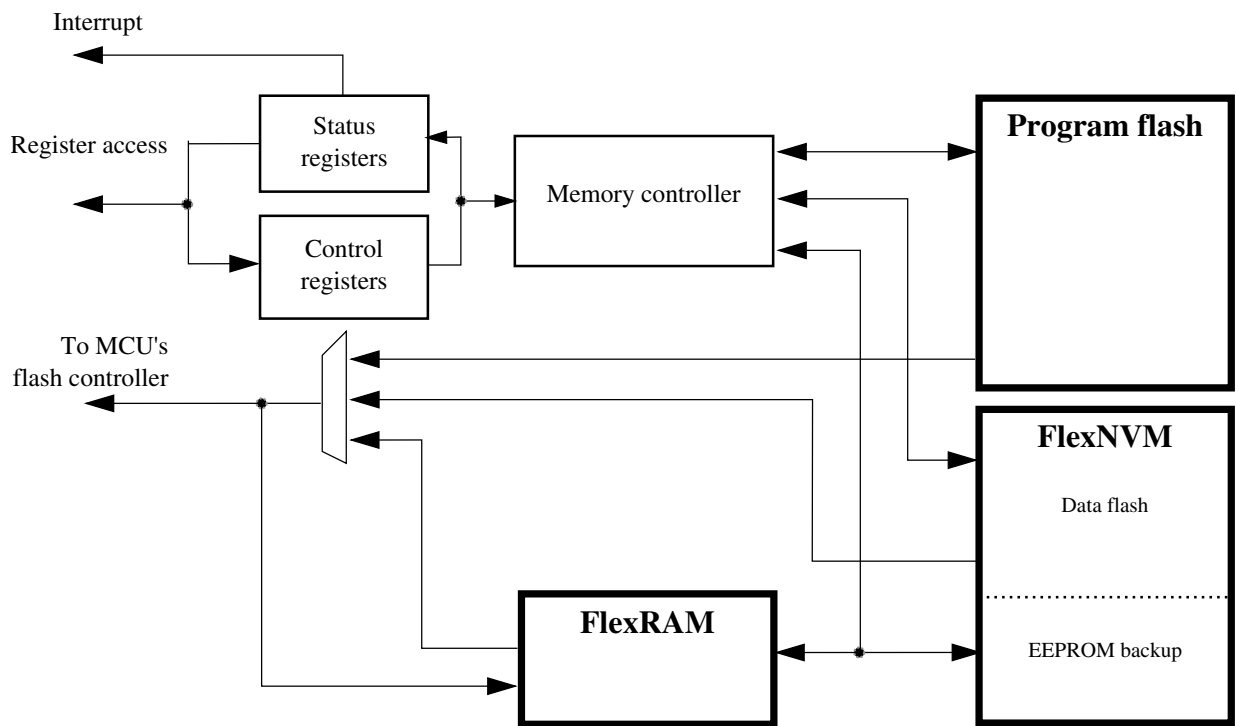 Interrupt
Register access
Status
registers
Control
registers
Memory controller
Program flash
To MCU's
flash controller
FlexNVM
Data flash
EEPROM backup
FlexRAM